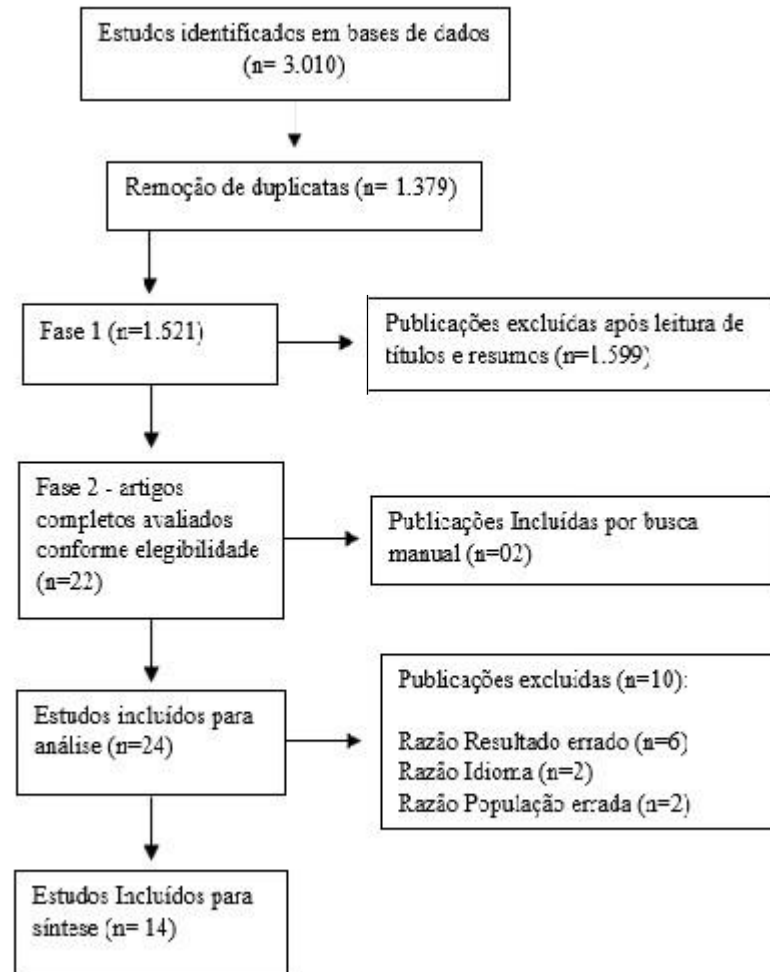 Estudos identificados em bases de dados
(n= 3.010)
Remoção de duplicatas (n= 1.379)
Fase 1 (n=1.521)
Publicações excluídas após leitura de
títulos e resumos (n=1.599)
Fase 2 - artigos
completos avaliados
conforme elegibilidade
(n=22)
Publicações Incluídas por busca
manual (n=02)
Estudos incluídos para
análise (n=24)
Publicações excluídas (n=10):
Razão Resultado errado (n=6)
Razão Idioma (n=2)
Razão População errada (n=2)
Estudos Incluídos para
síntese (n= 14)